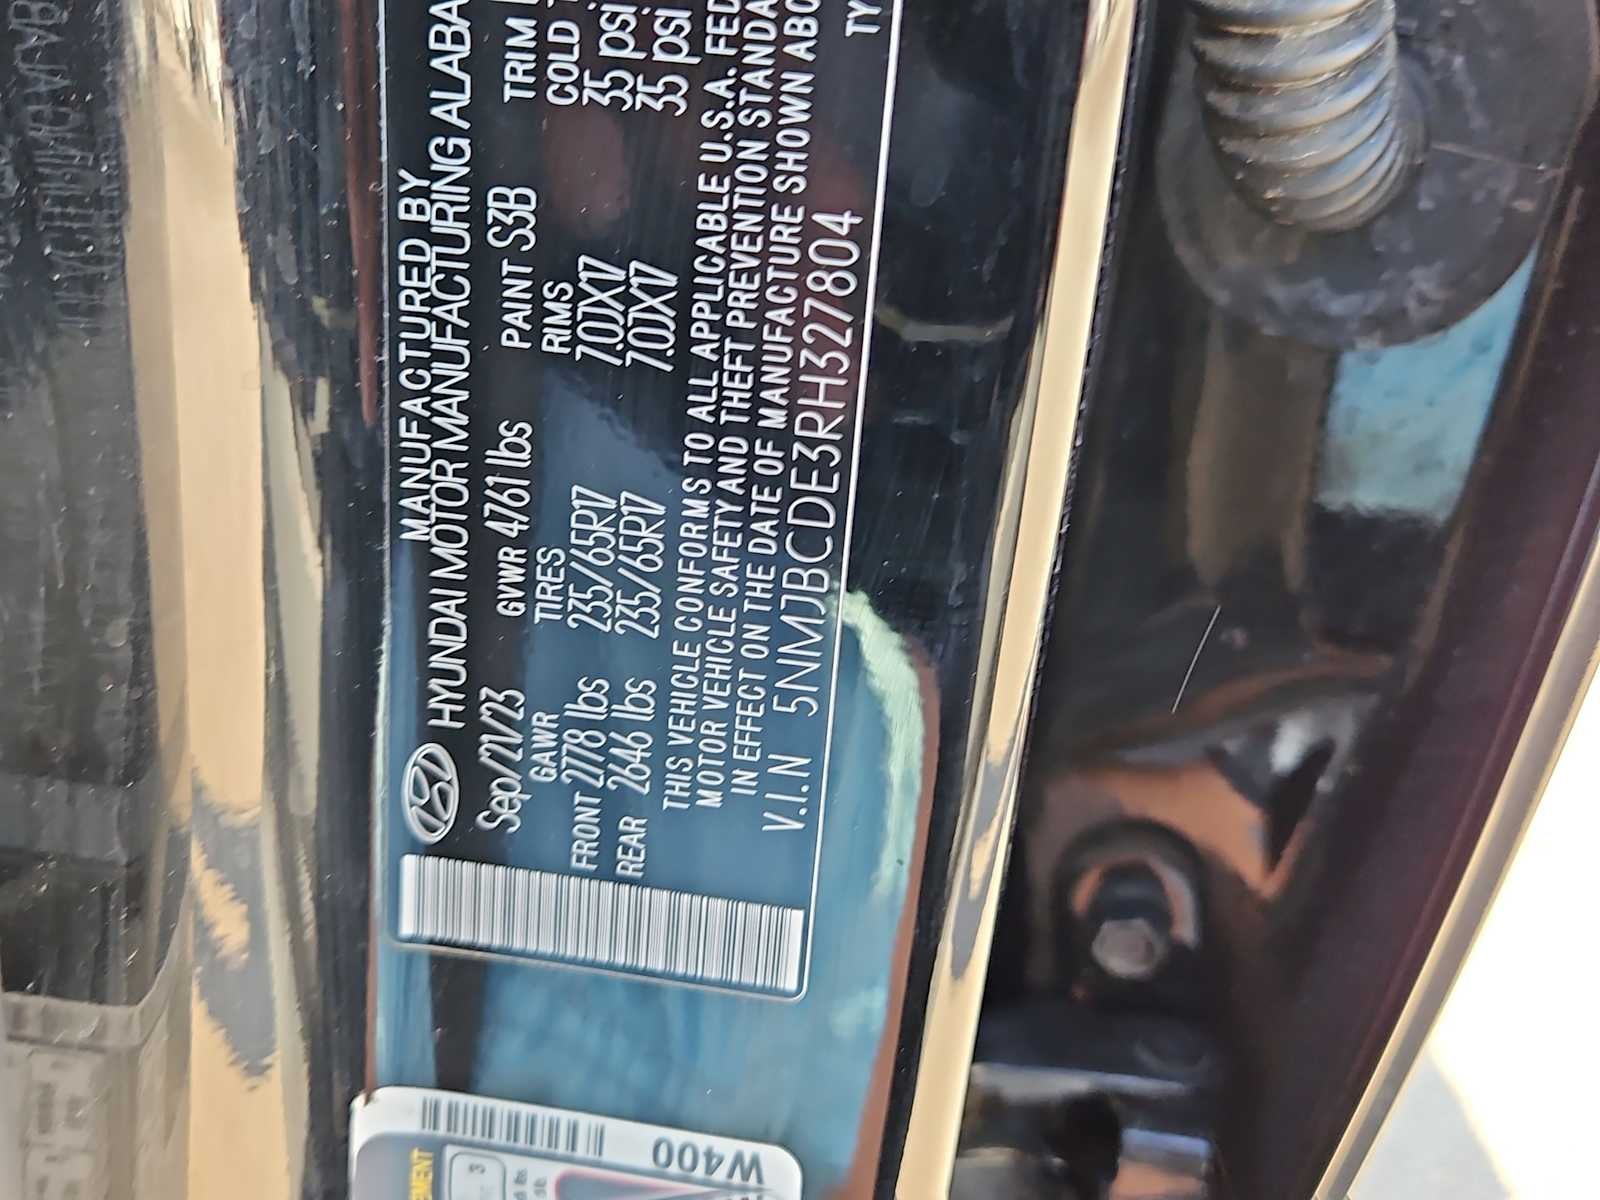 MANUFACTURED BY
HYUNDAI MOTOR MANUFACTURING ALABA
Sep/21/23 GVWR 4761 lbs PAINT S3B TRIM
GAWR TIRES RIMS COLD
FRONT 2778 lbs 235/65R17 7.0JX17 35 psi
REAR 2646 lbs 235/65R17 7.0JX17 35 psi
THIS VEHICLE CONFORMS TO ALL APPLICABLE U.S.A. FED
MOTOR VEHICLE SAFETY AND THEFT PREVENTION STANDA
IN EFFECT ON THE DATE OF MANUFACTURE SHOWN ABO
V.I.N 5NMJBCDE3RH327804 TY
W400
EMENT
3